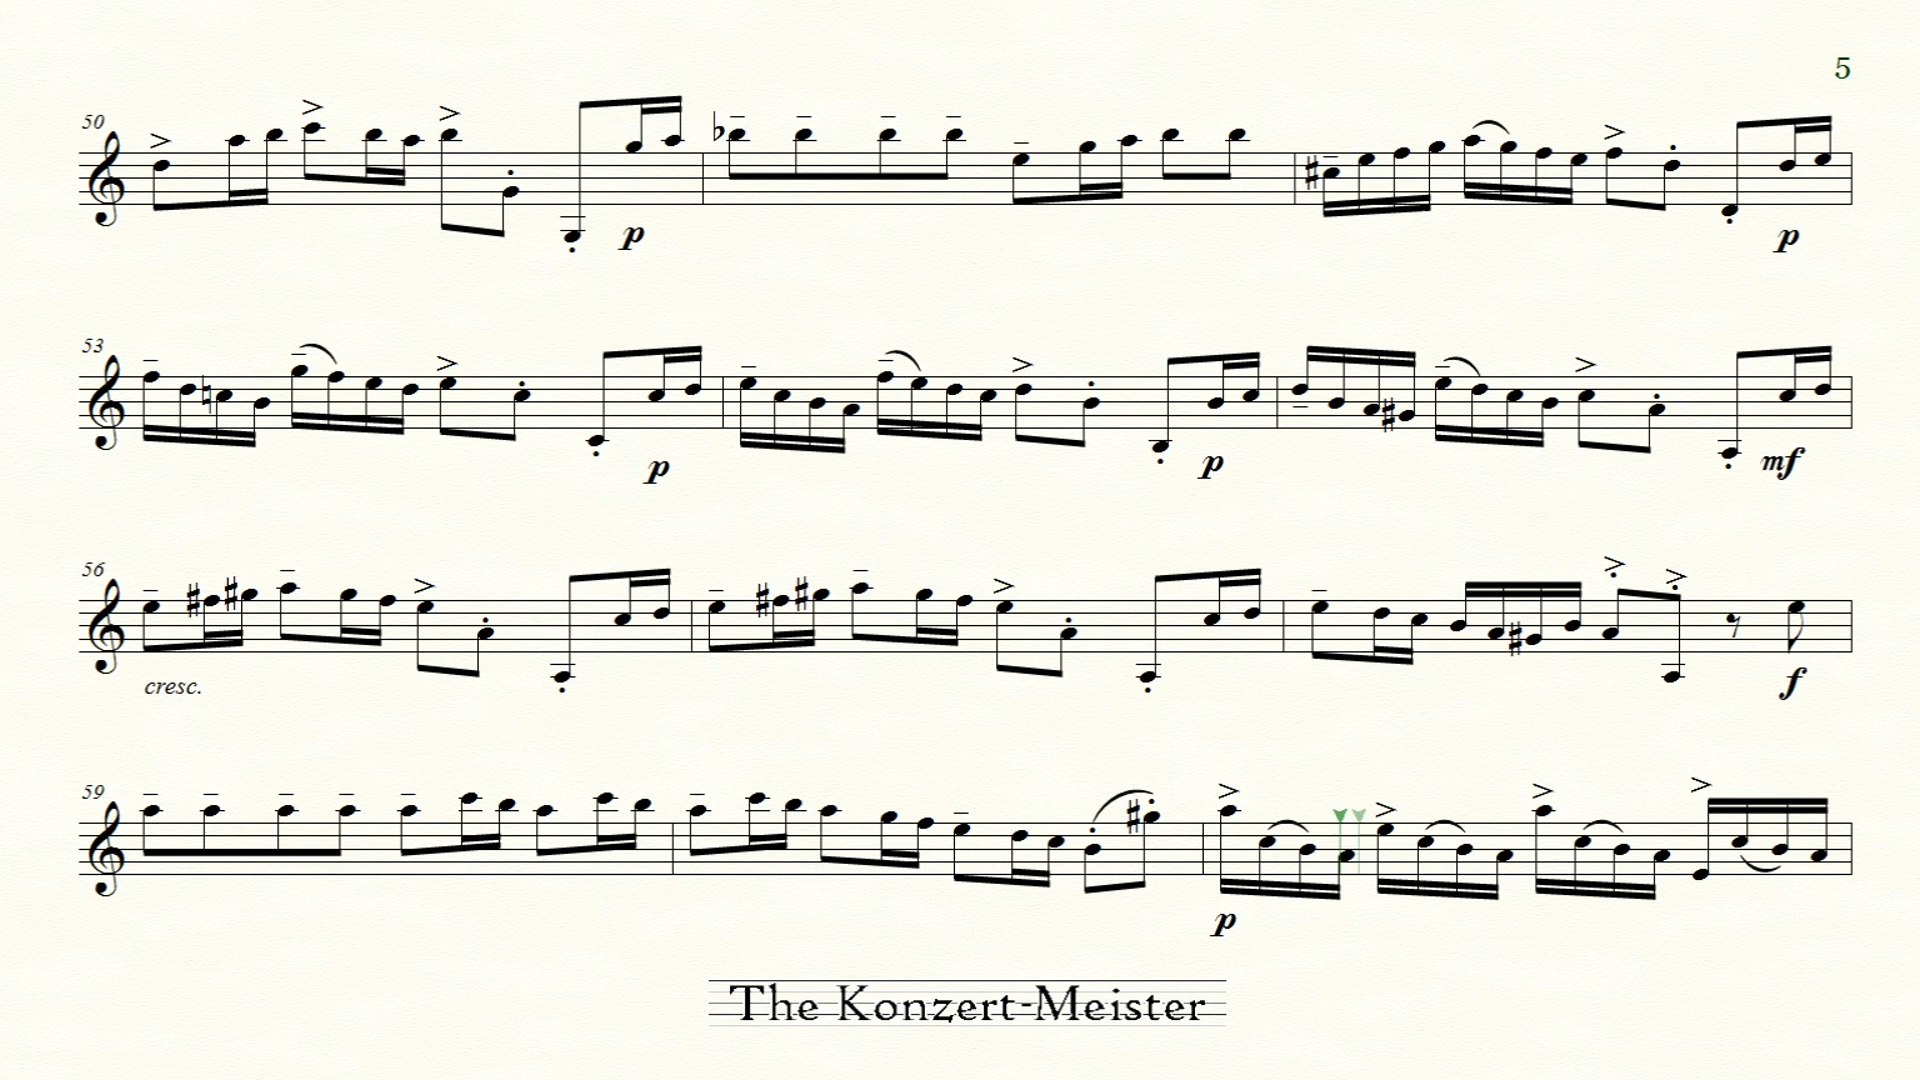 5
50
p
p
53
p
p
mf
56
cresc.
f
59
p
The Konzert-Meister